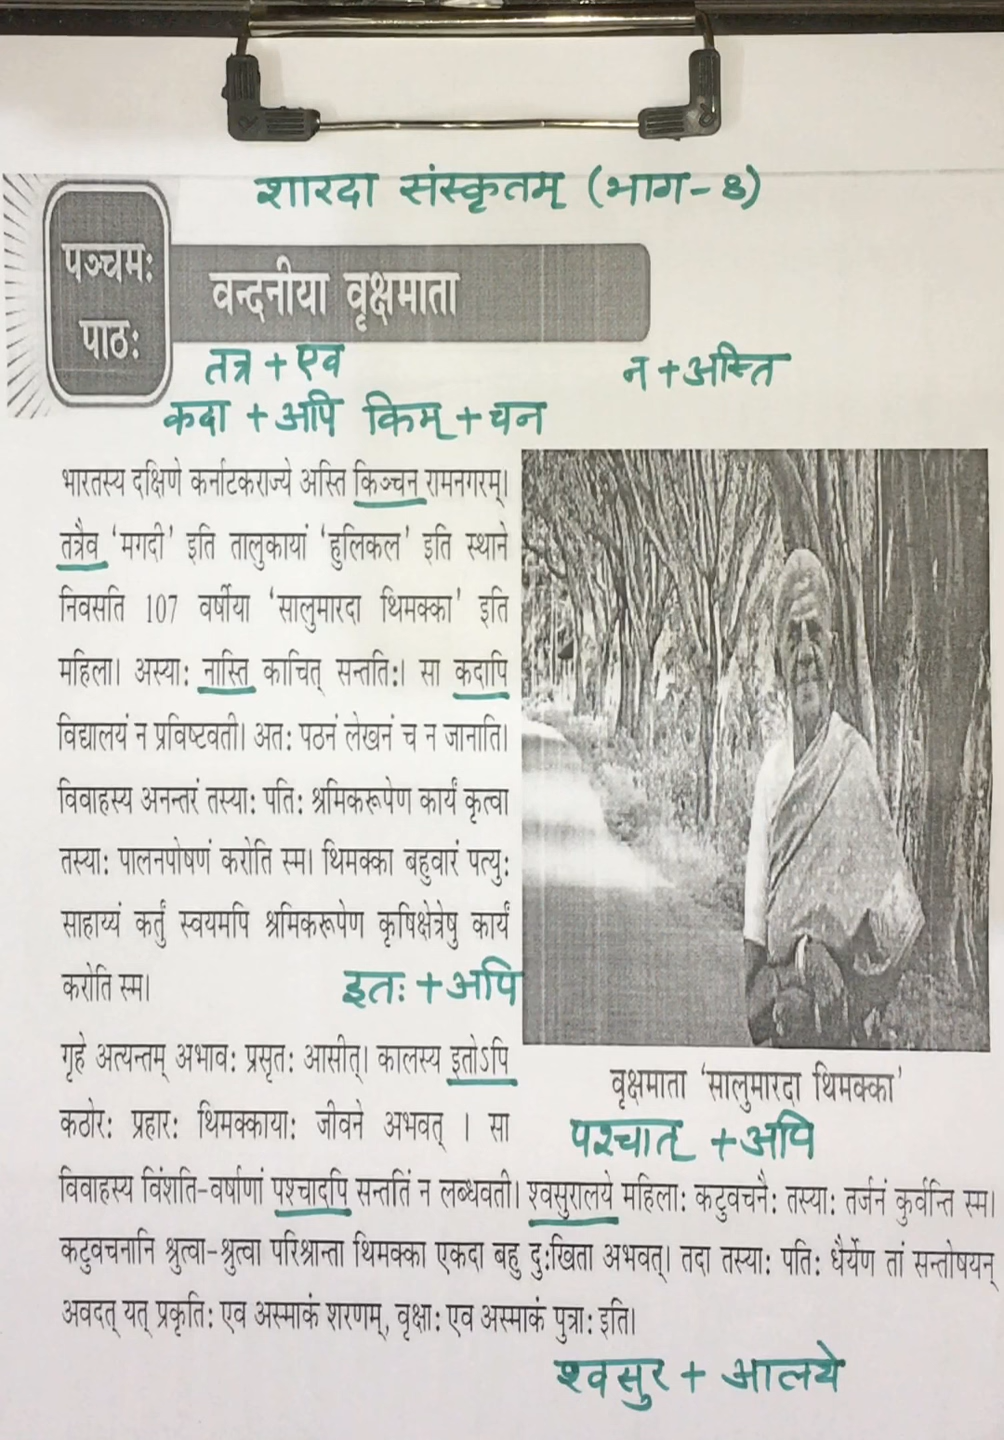 शारदा संस्कृतम् (भाग-8)
पञ्चमः
पाठः
वन्दनीया वृक्षमाता
तत्र + एव
न + अस्ति
कदा + अपि किम् + चन
भारतस्य दक्षिणे कर्नाटकराज्ये अस्ति किञ्चन रामनगरम्।
तत्रैव ‘मगदी’ इति तालुकायां ‘हुलिकल’ इति स्थाने
निवसति 107 वर्षीया ‘सालुमारदा थिमक्का’ इति
महिला। अस्याः नास्ति काचित् सन्ततिः। सा कदापि
विद्यालयं न प्रविष्टवती। अतः पठनं लेखनं च न जानाति।
विवाहस्य अनन्तरं तस्याः पतिः श्रमिकरूपेण कार्यं कृत्वा
तस्याः पालनपोषणं करोति स्म। थिमक्का बहुवारं पत्युः
साहाय्यं कर्तुं स्वयमपि श्रमिकरूपेण कृषिक्षेत्रेषु कार्यं
करोति स्म।
इतः + अपि
गृहे अत्यन्तम् अभावः प्रसृतः आसीत्। कालस्य इतोऽपि
वृक्षमाता ‘सालुमारदा थिमक्का’
कठोरः प्रहारः थिमक्कायाः जीवने अभवत् । सा
पश्चात् + अपि
विवाहस्य विंशति-वर्षाणां पश्चादपि सन्ततिं न लब्धवती। श्वसुरालये महिलाः कटुवचनैः तस्याः तर्जनं कुर्वन्ति स्म।
कटुवचनानि श्रुत्वा-श्रुत्वा परिश्रान्ता थिमक्का एकदा बहु दुःखिता अभवत्। तदा तस्याः पतिः धैर्येण तां सन्तोषयन्
अवदत् यत् प्रकृतिः एव अस्माकं शरणम्, वृक्षाः एव अस्माकं पुत्राः इति।
श्वसुर + आलये